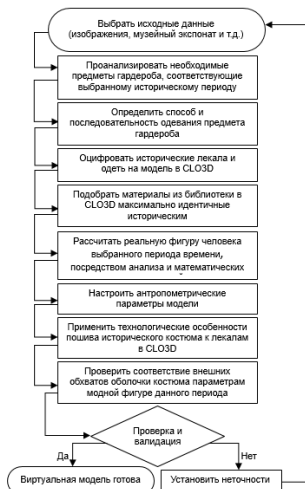 Выбрать исходные данные
(изображения, музейный экспонат и т.д.)
Проанализировать необходимые
предметы гардероба, соответствующие
выбранному историческому периоду
Определить способ и
последовательность одевания предмета
гардероба
Оцифровать исторические лекала и
одеть на модель в CLO3D
Подобрать материалы из библиотеки в
CLO3D максимально идентичные
историческим
Рассчитать реальную фигуру человека
выбранного периода времени,
посредством анализа и математических
Настроить антропометрические
параметры модели
Применить технологические особенности
пошива исторического костюма к лекалам
в CLO3D
Проверить соответствие внешних
обхватов оболочки костюма параметрам
модной фигуре данного периода
Проверка и
валидация
Да
Нет
Виртуальная модель готова
Установить неточности